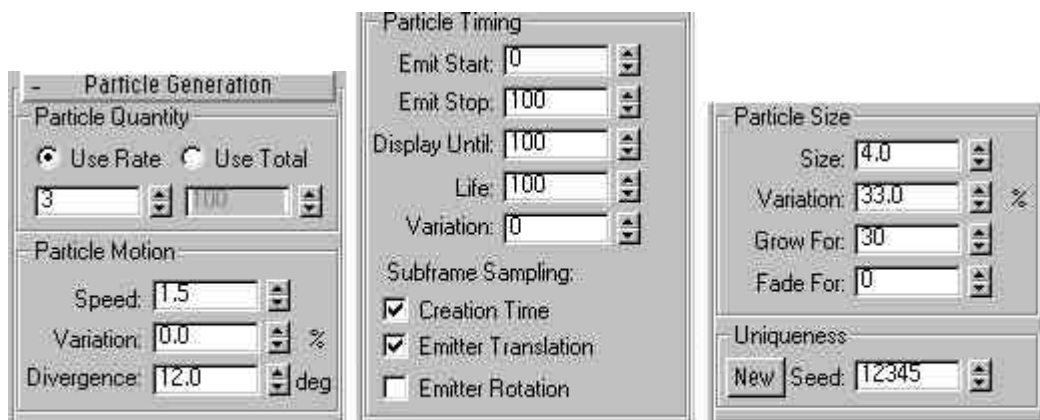 - Particle Generation
Particle Quantity
Use Rate Use Total
3 100
Particle Motion
Speed: 1.5
Variation: 0.0 %
Divergence: 12.0 deg
Particle Timing
Emit Start: 0
Emit Stop: 100
Display Until: 100
Life: 100
Variation: 0
Subframe Sampling:
Creation Time
Emitter Translation
Emitter Rotation
Particle Size
Size: 4.0
Variation: 33.0 %
Grow For: 30
Fade For: 0
Uniqueness
New Seed: 12345